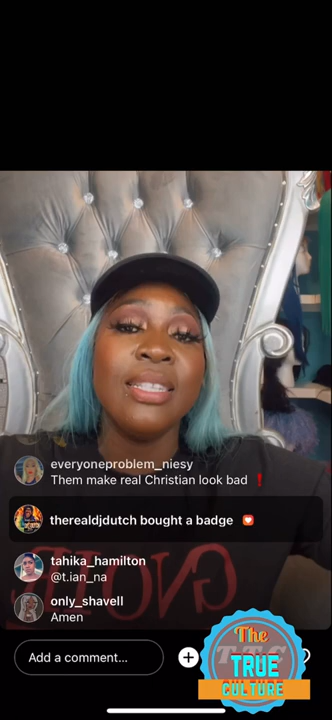 everyoneproblem_niesy
Them make real Christian look bad ❗
therealdjdutch bought a badge
tahika_hamilton
@t.ian_na
only_shavell
Amen
Add a comment...
The
TRUE
CULTURE